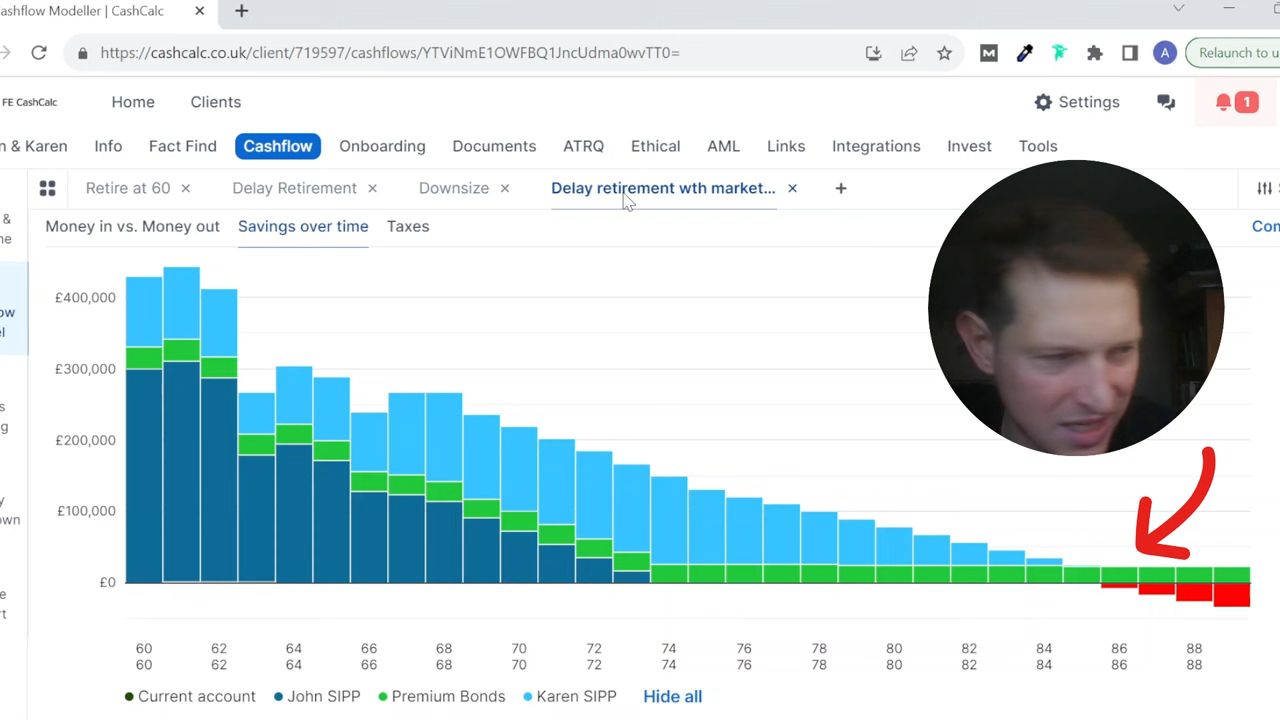 ashflow Modeller | CashCalc
https://cashcalc.co.uk/client/719597/cashflows/YTViNmE1OWFBQ1JncUdma0wvTT0=
M
A
Relaunch to u
FE CashCalc
Home
Clients
Settings
1
n & Karen
Info
Fact Find
Cashflow
Onboarding
Documents
ATRQ
Ethical
AML
Links
Integrations
Invest
Tools
Retire at 60
Delay Retirement
Downsize
Delay retirement wth market...
S
Money in vs. Money out
Savings over time
Taxes
Con
&
ne
ow
el
s
g
y
own
e
rt
£400,000
£300,000
£200,000
£100,000
£0
60 62 64 66 68 70 72 74 76 78 80 82 84 86 88
60 62 64 66 68 70 72 74 76 78 80 82 84 86 88
Current account
John SIPP
Premium Bonds
Karen SIPP
Hide all